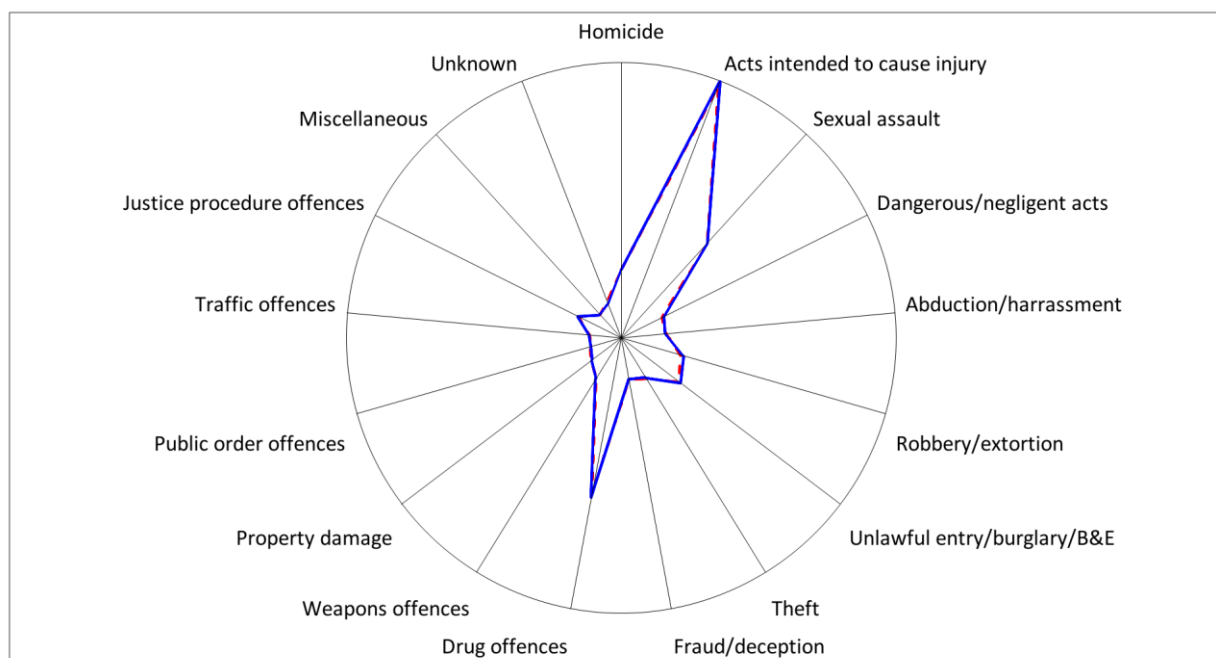 Homicide
Unknown
Acts intended to cause injury
Miscellaneous
Sexual assault
Justice procedure offences
Dangerous/negligent acts
Traffic offences
Abduction/harrassment
Public order offences
Robbery/extortion
Property damage
Unlawful entry/burglary/B&E
Weapons offences
Theft
Drug offences
Fraud/deception